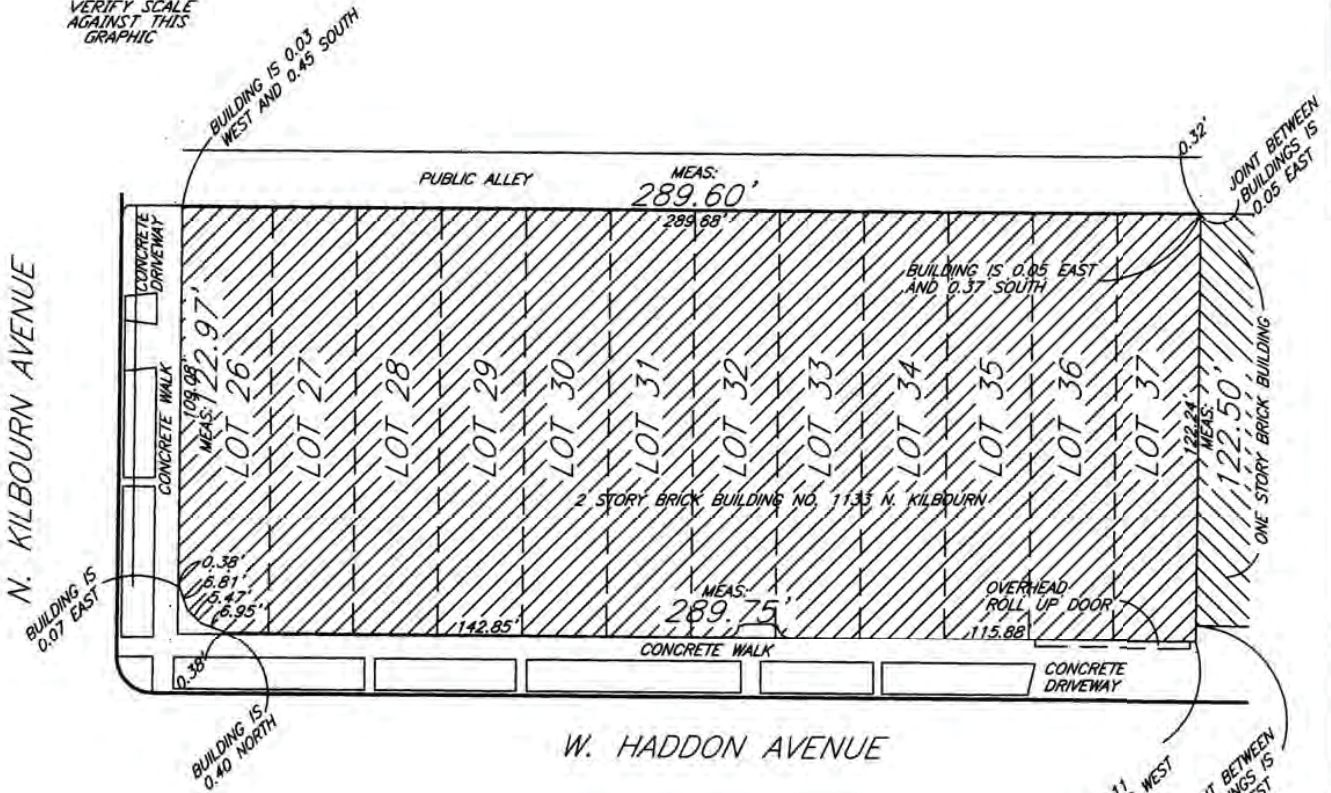 VERIFY SCALE
AGAINST THIS
GRAPHIC
BUILDING IS 0.03
WEST AND 0.45 SOUTH
PUBLIC ALLEY
MEAS:
289.60'
289.68'
0.32'
JOINT BETWEEN
BUILDINGS IS
0.05 EAST
BUILDING IS 0.05 EAST
AND 0.37 SOUTH
CONCRETE
DRIVEWAY
N. KILBOURN AVENUE
CONCRETE WALK
109.08'
MEAS: 122.97'
LOT 26
LOT 27
LOT 28
LOT 29
LOT 30
LOT 31
LOT 32
LOT 33
LOT 34
LOT 35
LOT 36
LOT 37
122.24'
MEAS:
122.50'
ONE STORY BRICK BUILDING
2 STORY BRICK BUILDING NO. 1133 N. KILBOURN
0.38'
6.81'
5.47'
6.95'
BUILDING IS
0.07 EAST
142.85'
MEAS:
289.75'
OVERHEAD
ROLL UP DOOR
115.88
0.38'
CONCRETE WALK
CONCRETE
DRIVEWAY
BUILDING IS
0.40 NORTH
W. HADDON AVENUE
WEST
BETWEEN